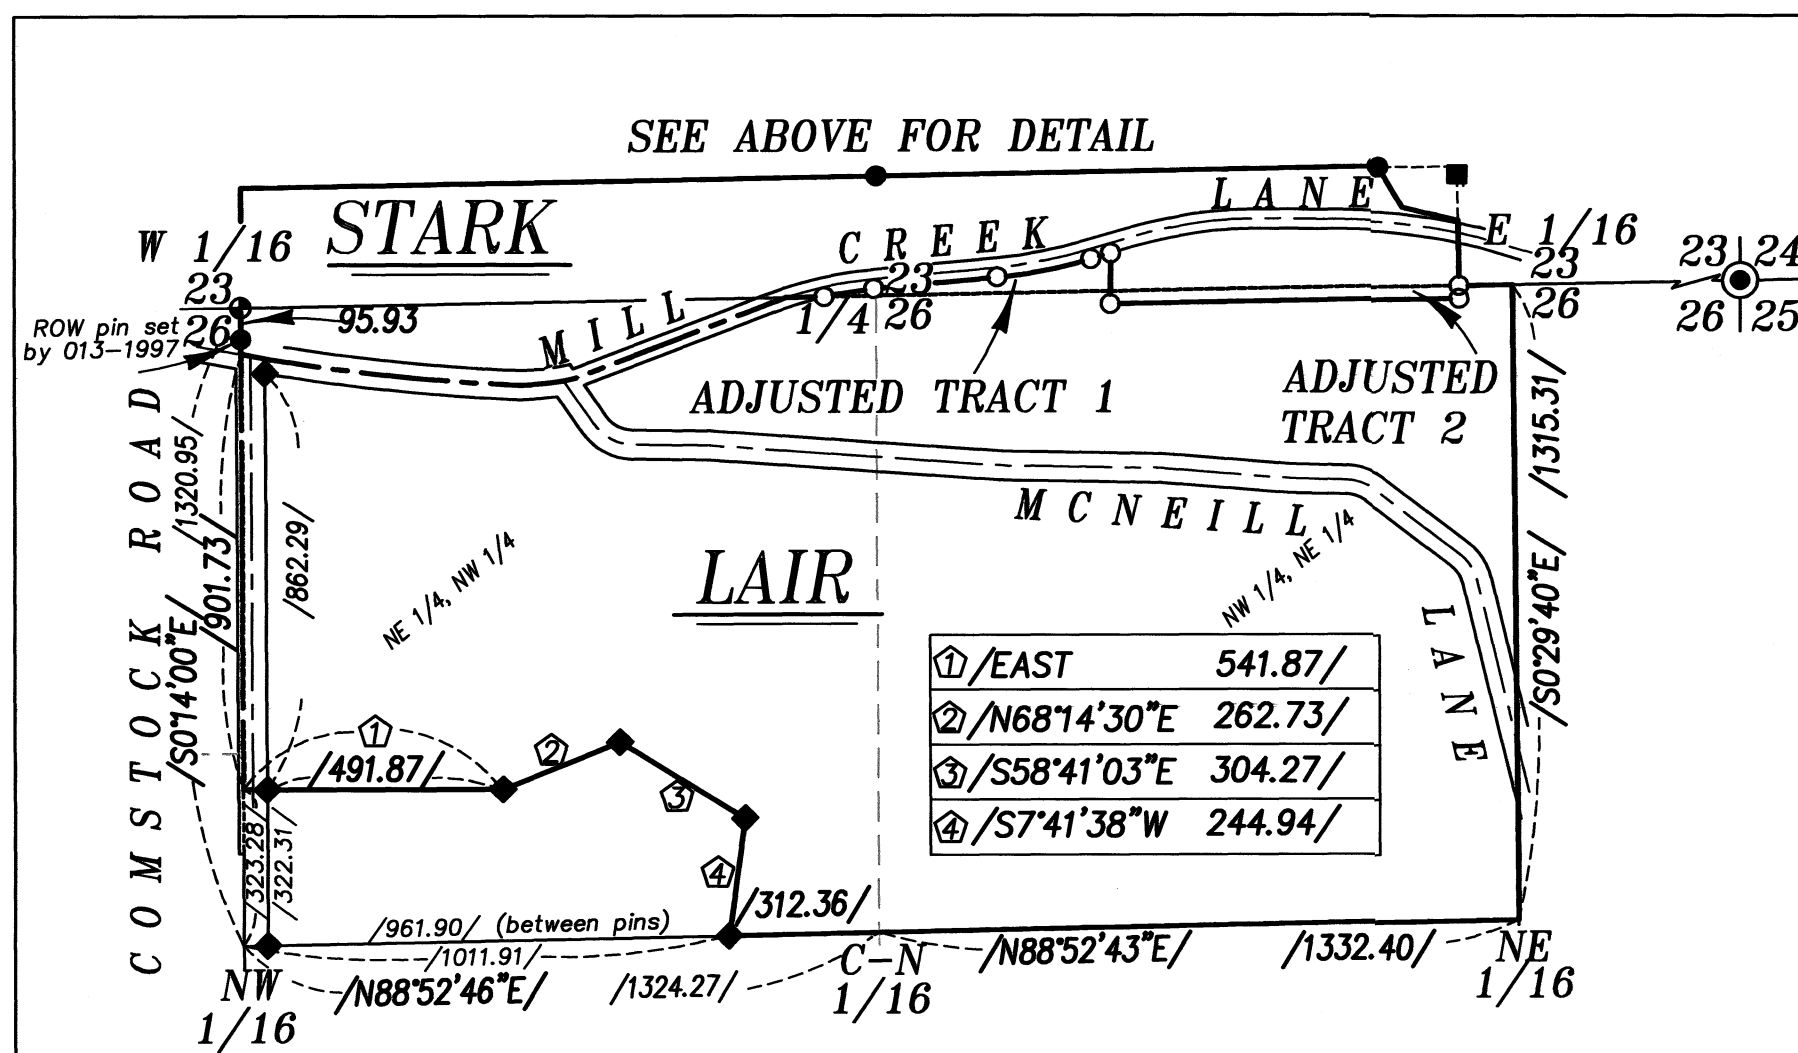 SEE ABOVE FOR DETAIL
STARK
W 1/16
23
26
95.93
ROW pin set
by 013-1997
MILL CREEK LANE
23
1/4 26
E 1/16
23
26
23 24
26 25
ADJUSTED TRACT 1
ADJUSTED
TRACT 2
MCNEILL LANE
COMSTOCK ROAD
/1320.95/
/901.73/
/S0°14'00"E/
/862.29/
NE 1/4, NW 1/4
LAIR
NW 1/4, NE 1/4
/1315.31/
/S0°29'40"E/
1 /EAST 541.87/
2 /N68°14'30"E 262.73/
3 /S58°41'03"E 304.27/
4 /S7°41'38"W 244.94/
1
/491.87/
2
3
4
/323.28/
/322.31/
/312.36/
/961.90/ (between pins)
/1011.91/
/N88°52'46"E/
/1324.27/
/N88°52'43"E/
/1332.40/
NW
1/16
C-N
1/16
NE
1/16